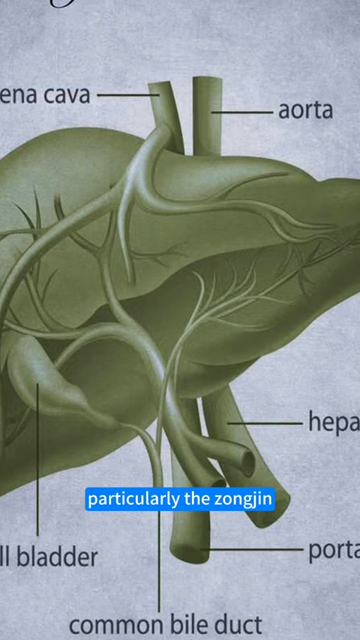 ena cava
aorta
hepa
particularly the zongjin
porta
ll bladder
common bile duct